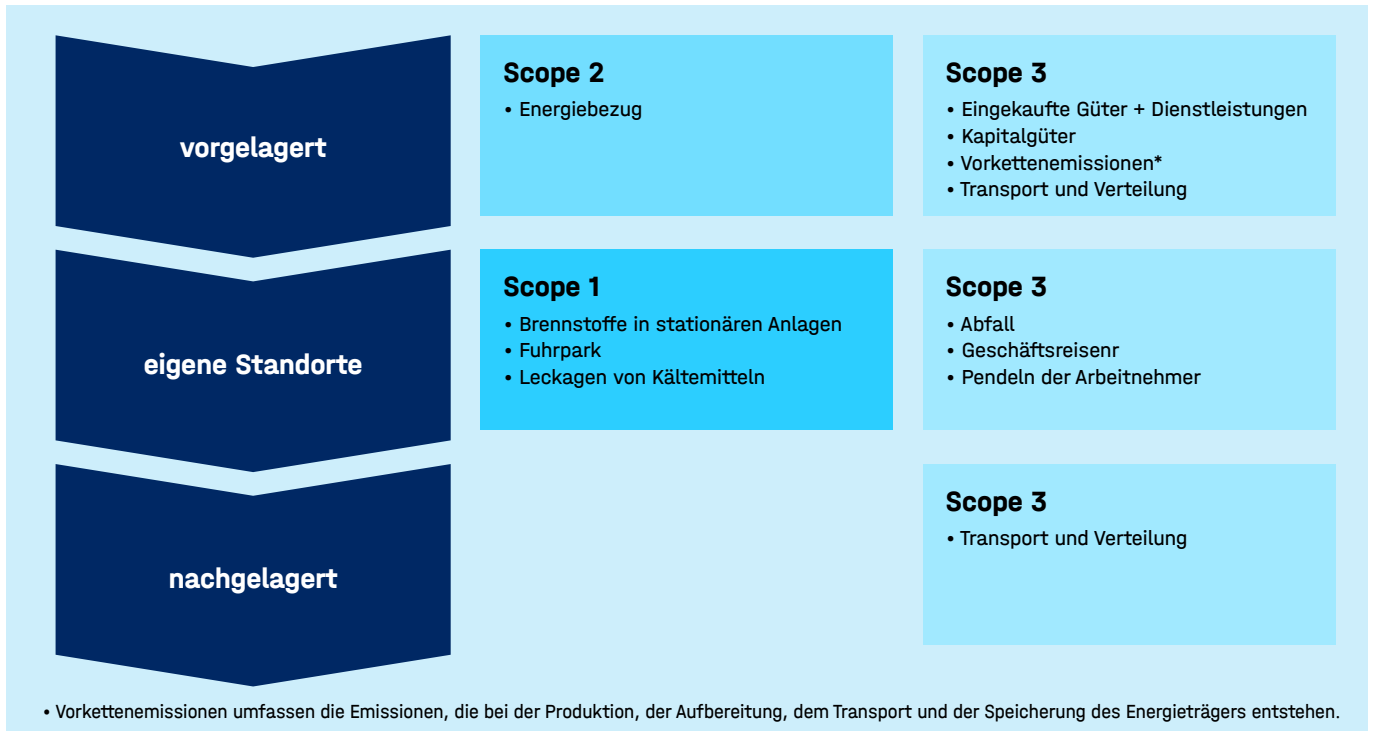 vorgelagert
Scope 2
• Energiebezug
Scope 3
• Eingekaufte Güter + Dienstleistungen
• Kapitalgüter
• Vorkettenemissionen*
• Transport und Verteilung
eigene Standorte
Scope 1
• Brennstoffe in stationären Anlagen
• Fuhrpark
• Leckagen von Kältemitteln
Scope 3
• Abfall
• Geschäftsreisenr
• Pendeln der Arbeitnehmer
nachgelagert
Scope 3
• Transport und Verteilung
• Vorkettenemissionen umfassen die Emissionen, die bei der Produktion, der Aufbereitung, dem Transport und der Speicherung des Energieträgers entstehen.